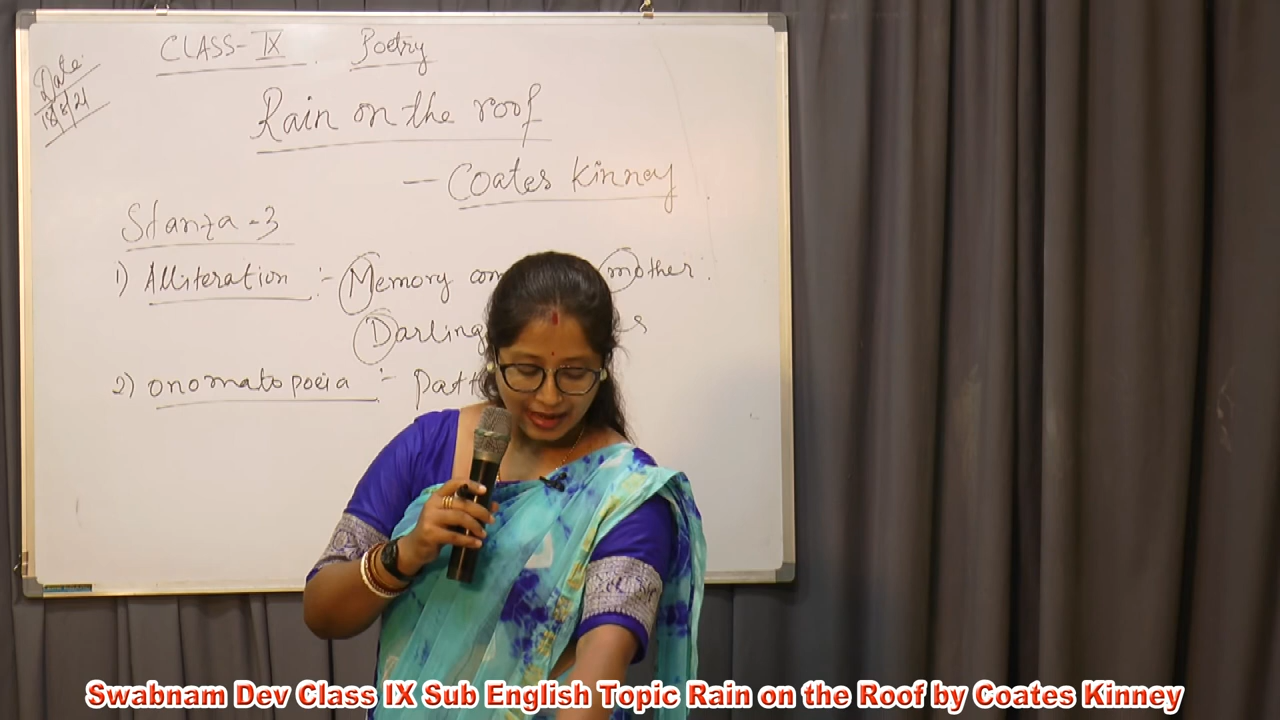 CLASS-IX Poetry
Date:
18/8/21
Rain on the roof
- Coates Kinney
Stanza-3
1) Alliteration :- Memory mother.
Darling
2) onomatopoeia :-
Swabnam Dev Class IX Sub English Topic Rain on the Roof by Coates Kinney